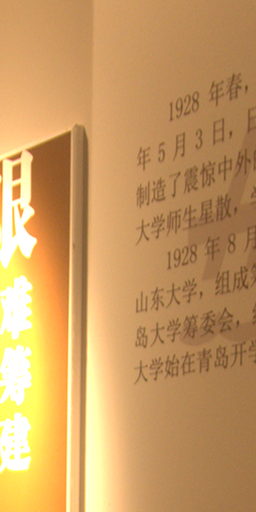 1928 年春，
年 5 月 3 日，
制造了震惊中外
大学师生星散，
1928 年 8 月
山东大学，组成
岛大学筹委会，
大学始在青岛开学
难
筹
建